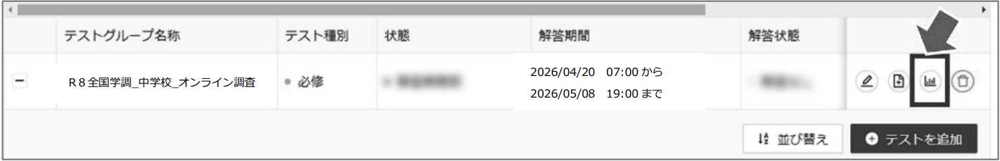 テストグループ名称
テスト種別
状態
解答期間
解答状態
R8全国学調_中学校_オンライン調査
必修
2026/04/20 07:00 から
2026/05/08 19:00 まで
並び替え
テストを追加